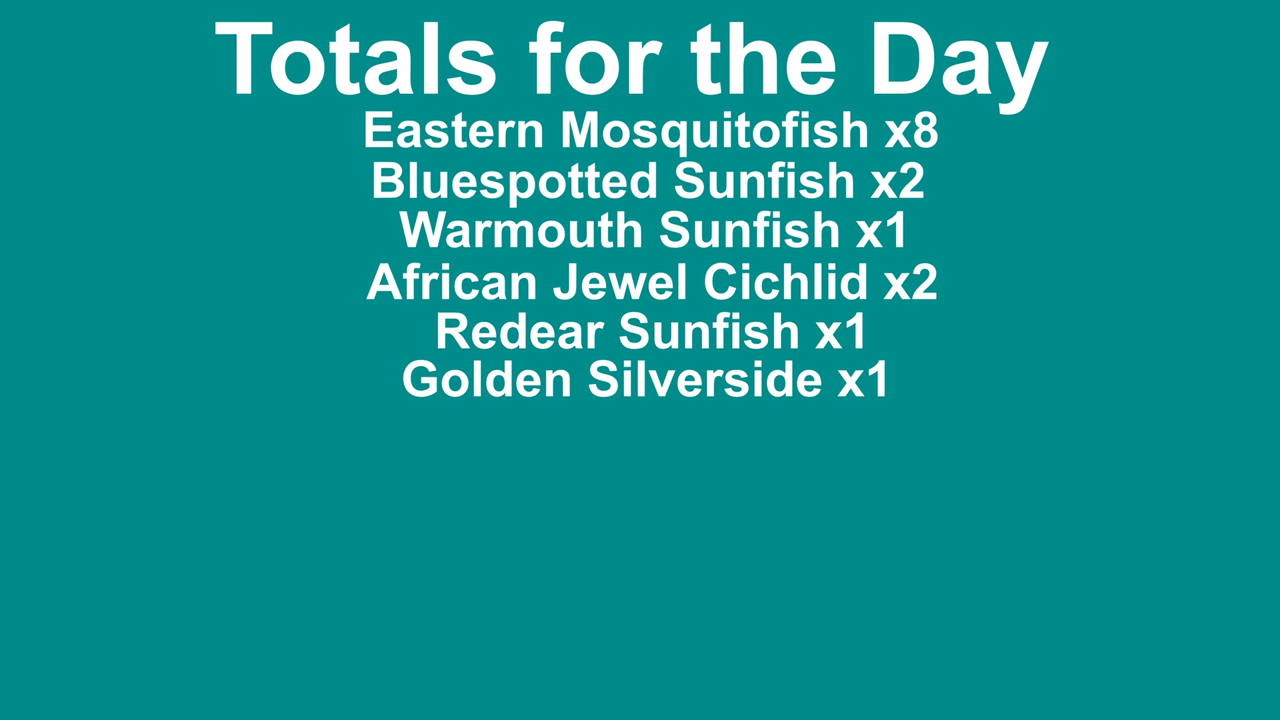 Totals for the Day
Eastern Mosquitofish x8
Bluespotted Sunfish x2
Warmouth Sunfish x1
African Jewel Cichlid x2
Redear Sunfish x1
Golden Silverside x1